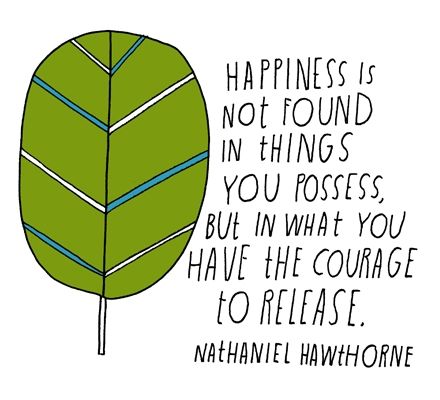 HAPPINESS IS
NOt FOUND
IN tHINGS
YOU POSSESS,
BUt IN WHAt YOU
HAVE tHE COURAGE
tO RELEASE.
NAtHANIEL HAWtHORNE